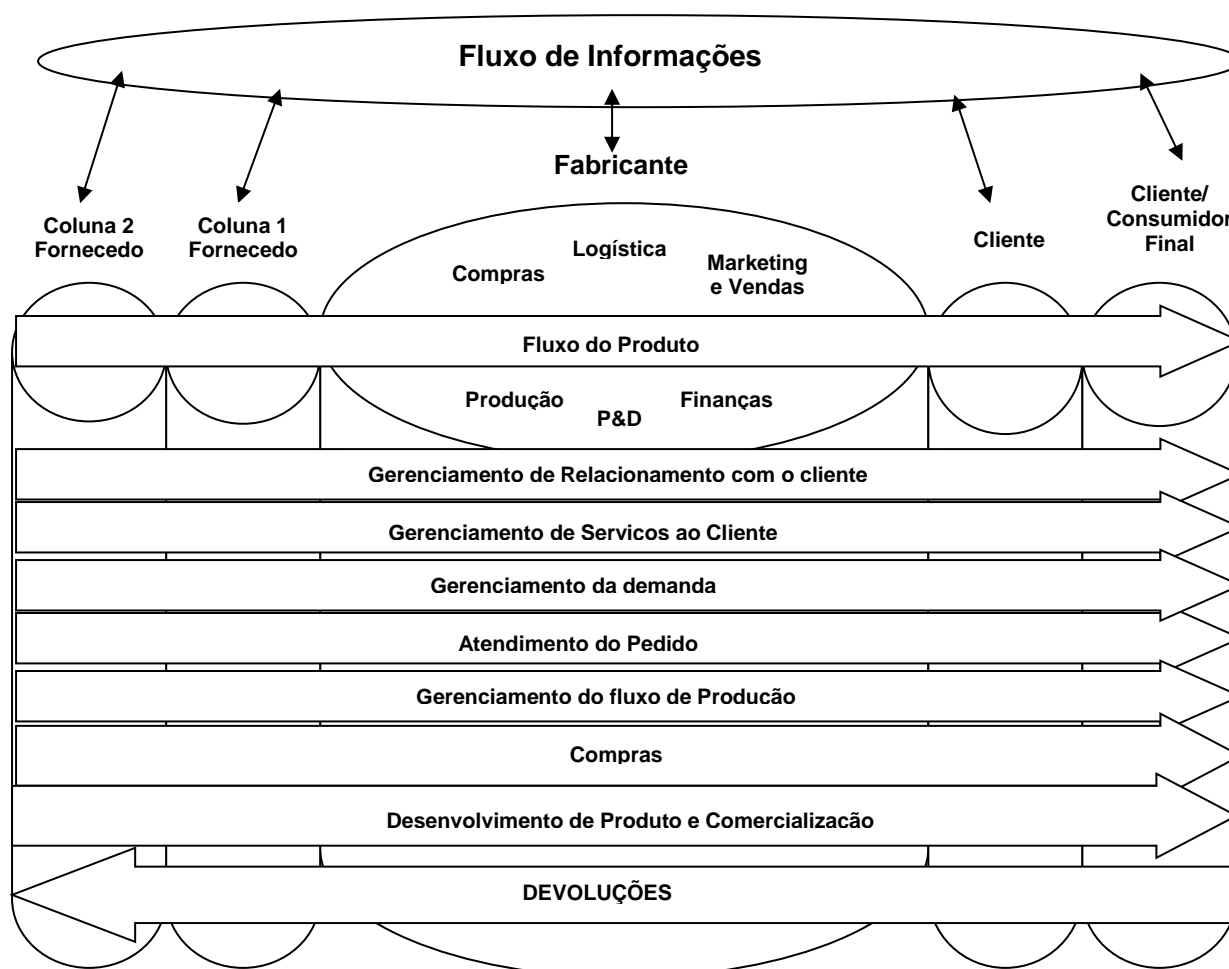 Fluxo de Informações
Fabricante
Coluna 2
Fornecedo
Coluna 1
Fornecedo
Cliente
Cliente/
Consumidor
Final
Logística
Compras
Marketing
e Vendas
Fluxo do Produto
Produção
Finanças
P&D
Gerenciamento de Relacionamento com o cliente
Gerenciamento de Servicos ao Cliente
Gerenciamento da demanda
Atendimento do Pedido
Gerenciamento do fluxo de Producão
Compras
Desenvolvimento de Produto e Comercializacão
DEVOLUÇÕES